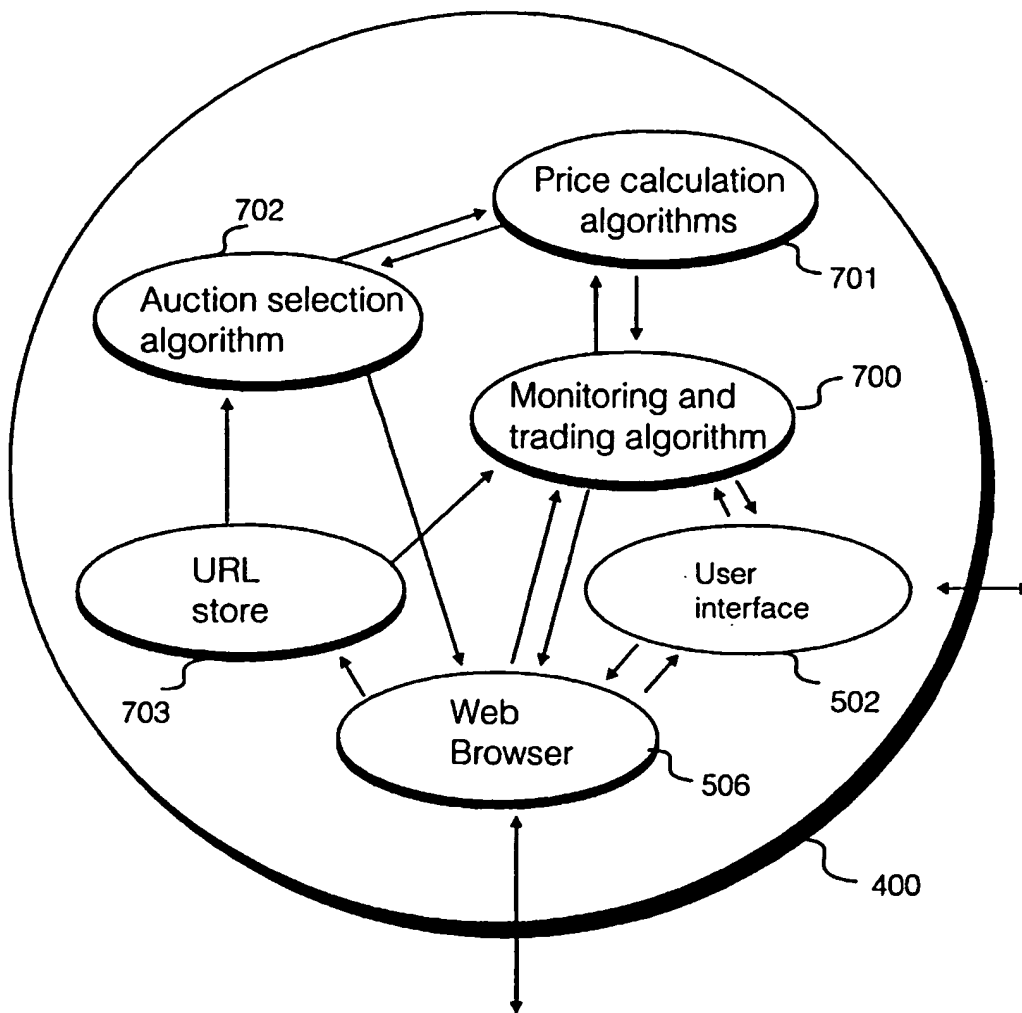 Price calculation
algorithms
702
701
Auction selection
algorithm
700
Monitoring and
trading algorithm
URL
store
User
interface
703
502
Web
Browser
506
400